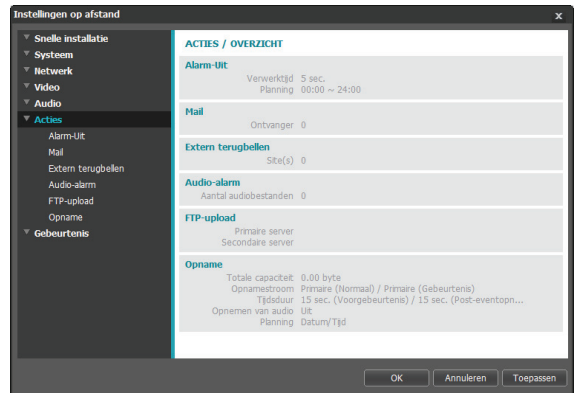 Instellingen op afstand
x
Snelle installatie
Systeem
Netwerk
Video
Audio
Acties
Alarm-Uit
Mail
Extern terugbellen
Audio-alarm
FTP-upload
Opname
Gebeurtenis
ACTIES / OVERZICHT
Alarm-Uit
Verwerktijd 5 sec.
Planning 00:00 ~ 24:00
Mail
Ontvanger 0
Extern terugbellen
Site(s) 0
Audio-alarm
Aantal audiobestanden 0
FTP-upload
Primaire server
Secondaire server
Opname
Totale capaciteit 0.00 byte
Opnamestroom Primaire (Normaal) / Primaire (Gebeurtenis)
Tijdsduur 15 sec. (Voorgebeurtenis) / 15 sec. (Post-eventopn...
Opnemen van audio Uit
Planning Datum/Tijd
OK Annuleren Toepassen